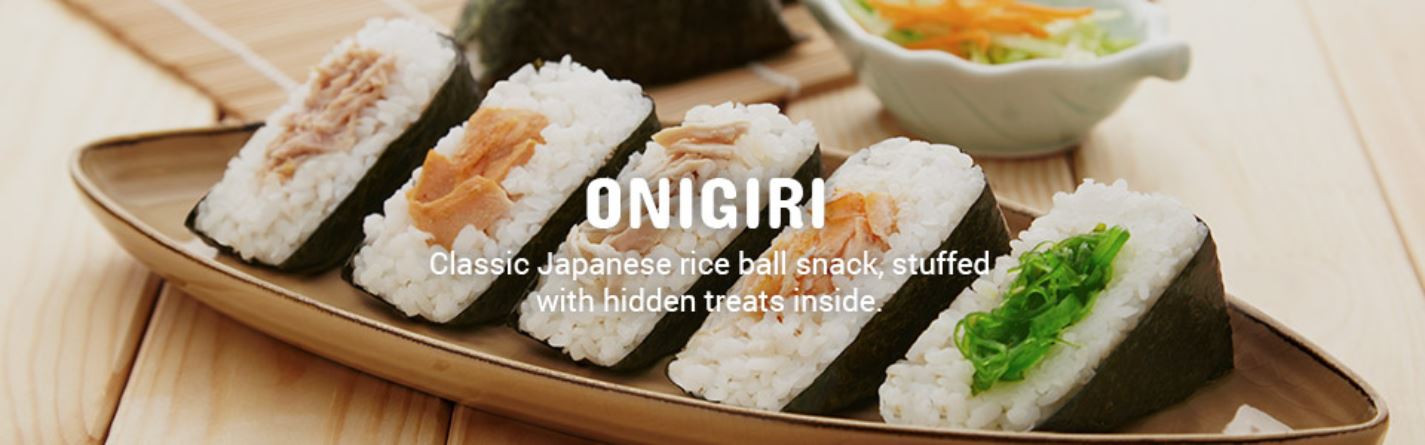 ONIGIRI
Classic Japanese rice ball snack, stuffed
with hidden treats inside.